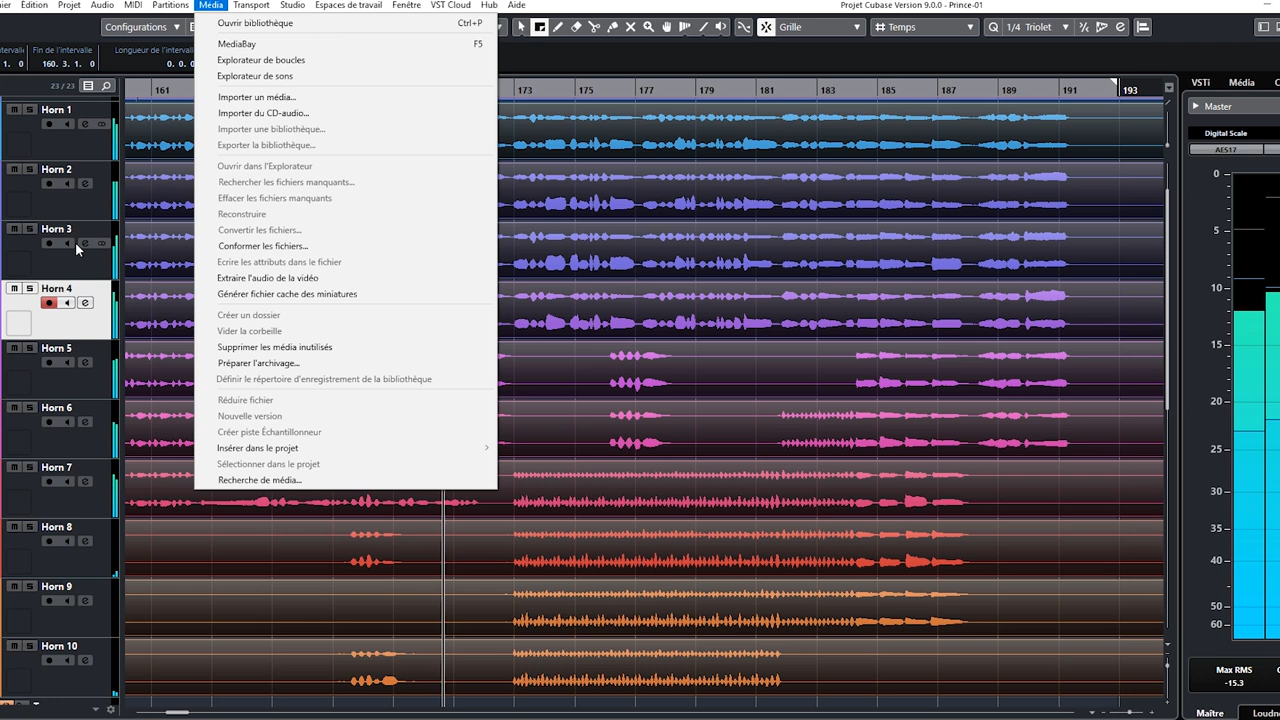 ier Édition Projet Audio MIDI Partitions Média Transport Studio Espaces de travail Fenêtre VST Cloud Hub Aide Projet Cubase Version 9.0.0 - Prince-01
Configurations Grille Temps Q 1/4 Triolet
ntervalle Fin de l'intervalle Longueur de l'interval
1. 0 160. 3. 1. 0 0. 0.
23 / 23
161 173 175 177 179 181 183 185 187 189 191 193
Ouvrir bibliothèque Ctrl+P
MediaBay F5
Explorateur de boucles
Explorateur de sons
Importer un média...
Importer du CD-audio...
Importer une bibliothèque...
Exporter la bibliothèque...
Ouvrir dans l'Explorateur
Rechercher les fichiers manquants...
Effacer les fichiers manquants
Reconstruire
Convertir les fichiers...
Conformer les fichiers...
Ecrire les attributs dans le fichier
Extraire l'audio de la vidéo
Générer fichier cache des miniatures
Créer un dossier
Vider la corbeille
Supprimer les média inutilisés
Préparer l'archivage...
Définir le répertoire d'enregistrement de la bibliothèque
Réduire fichier
Nouvelle version
Créer piste Échantillonneur
Insérer dans le projet
Sélectionner dans le projet
Recherche de média...
M S Horn 1
M S Horn 2
M S Horn 3
M S Horn 4
M S Horn 5
M S Horn 6
M S Horn 7
M S Horn 8
M S Horn 9
M S Horn 10
VSTi Média
Master
Digital Scale
AES17
0
5
10
15
20
25
30
35
40
50
60
Max RMS
-15.3
Maître Loudne